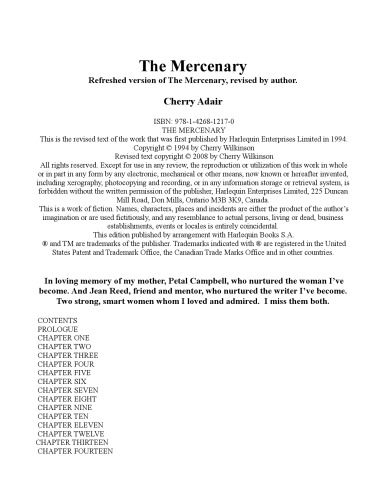 The Mercenary
Refreshed version of The Mercenary, revised by author.
Cherry Adair
ISBN: 978-1-4268-1217-0
THE MERCENARY
This is the revised text of the work that was first published by Harlequin Enterprises Limited in 1994.
Copyright © 1994 by Cherry Wilkinson
Revised text copyright © 2008 by Cherry Wilkinson
All rights reserved. Except for use in any review, the reproduction or utilization of this work in whole
or in part in any form by any electronic, mechanical or other means, now known or hereafter invented,
including xerography, photocopying and recording, or in any information storage or retrieval system, is
forbidden without the written permission of the publisher, Harlequin Enterprises Limited, 225 Duncan
Mill Road, Don Mills, Ontario M3B 3K9, Canada.
This is a work of fiction. Names, characters, places and incidents are either the product of the author’s
imagination or are used fictitiously, and any resemblance to actual persons, living or dead, business
establishments, events or locales is entirely coincidental.
This edition published by arrangement with Harlequin Books S.A.
® and TM are trademarks of the publisher. Trademarks indicated with ® are registered in the United
States Patent and Trademark Office, the Canadian Trade Marks Office and in other countries.
In loving memory of my mother, Petal Campbell, who nurtured the woman I’ve
become. And Jean Reed, friend and mentor, who nurtured the writer I’ve become.
Two strong, smart women whom I loved and admired. I miss them both.
CONTENTS
PROLOGUE
CHAPTER ONE
CHAPTER TWO
CHAPTER THREE
CHAPTER FOUR
CHAPTER FIVE
CHAPTER SIX
CHAPTER SEVEN
CHAPTER EIGHT
CHAPTER NINE
CHAPTER TEN
CHAPTER ELEVEN
CHAPTER TWELVE
CHAPTER THIRTEEN
CHAPTER FOURTEEN